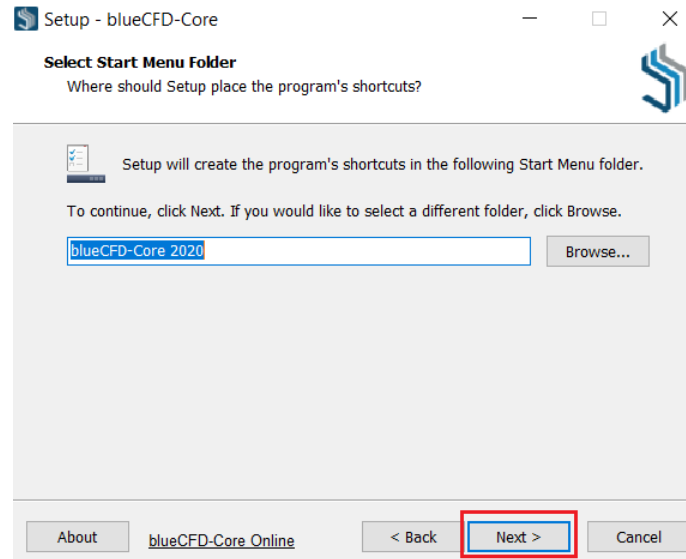 Setup - blueCFD-Core
Select Start Menu Folder
Where should Setup place the program's shortcuts?
Setup will create the program's shortcuts in the following Start Menu folder.
To continue, click Next. If you would like to select a different folder, click Browse.
blueCFD-Core 2020
Browse...
About
blueCFD-Core Online
< Back
Next >
Cancel